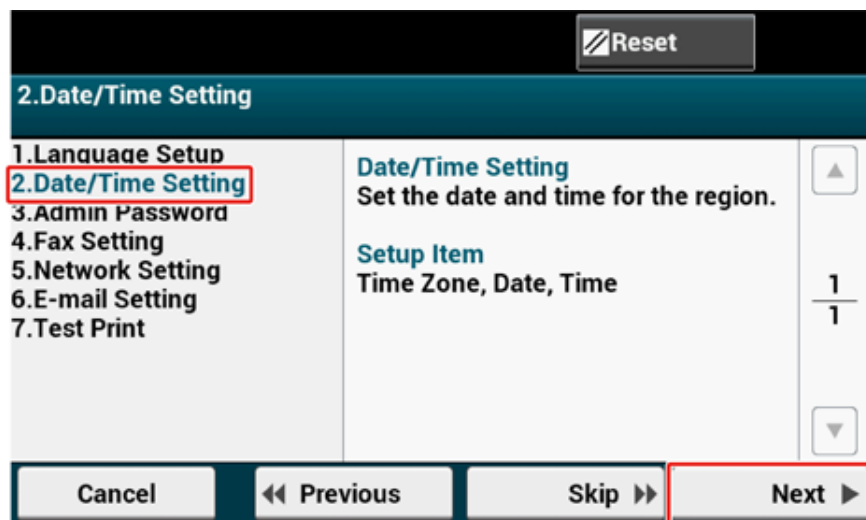 Reset
2.Date/Time Setting
1.Language Setup
2.Date/Time Setting
3.Admin Password
4.Fax Setting
5.Network Setting
6.E-mail Setting
7.Test Print
Date/Time Setting
Set the date and time for the region.
Setup Item
Time Zone, Date, Time
1
1
Cancel
Previous
Skip
Next